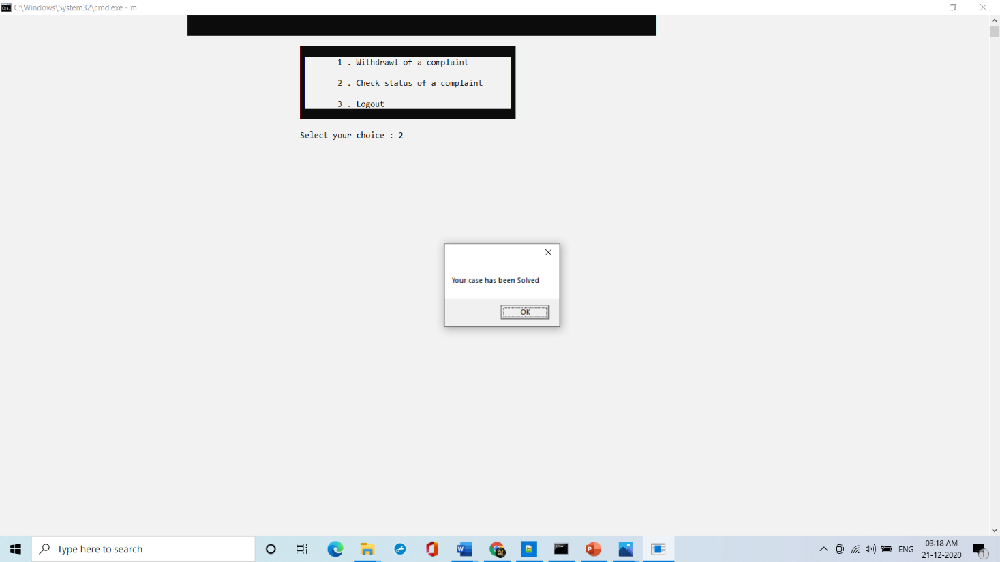 C:\Windows\System32\cmd.exe - m
1 . Withdrawl of a complaint
2 . Check status of a complaint
3 . Logout
Select your choice : 2
Your case has been Solved
OK
Type here to search
ENG
03:18 AM
21-12-2020
1